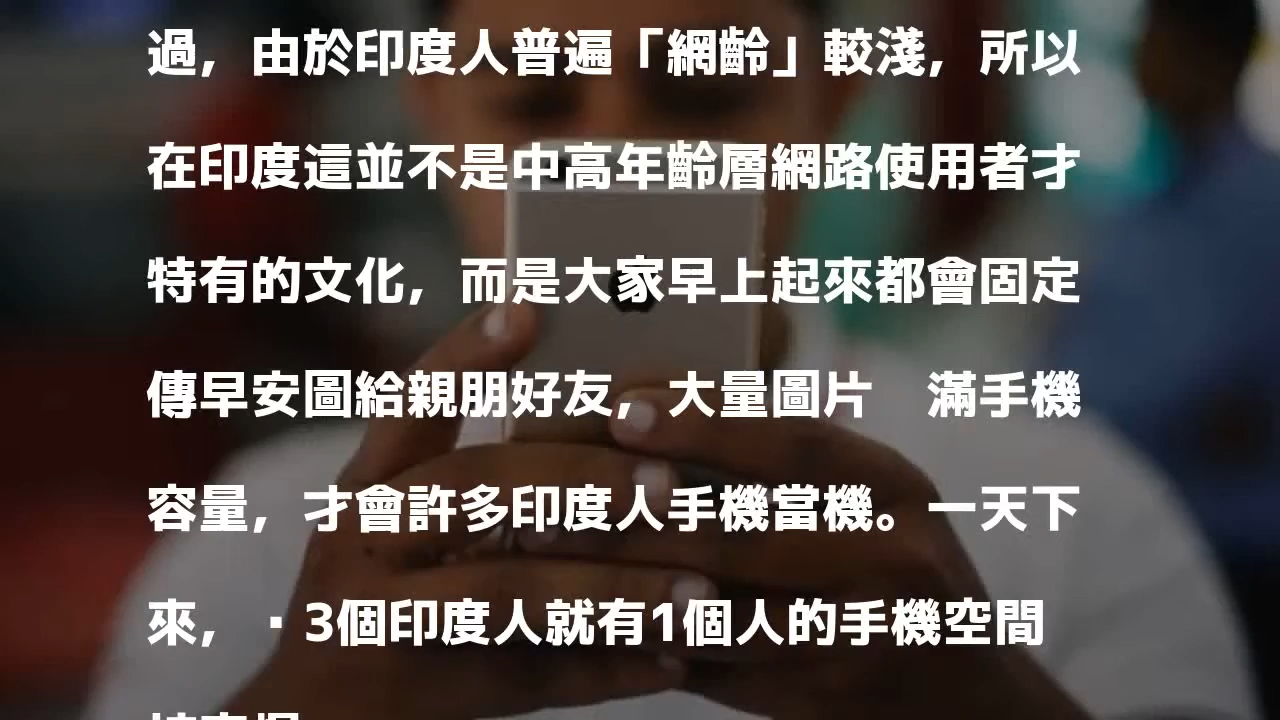 過，由於印度人普遍「網齡」較淺，所以
在印度這並不是中高年齡層網路使用者才
特有的文化，而是大家早上起來都會固定
傳早安圖給親朋好友，大量圖片　滿手機
容量，才會許多印度人手機當機。一天下
來，▪3個印度人就有1個人的手機空間